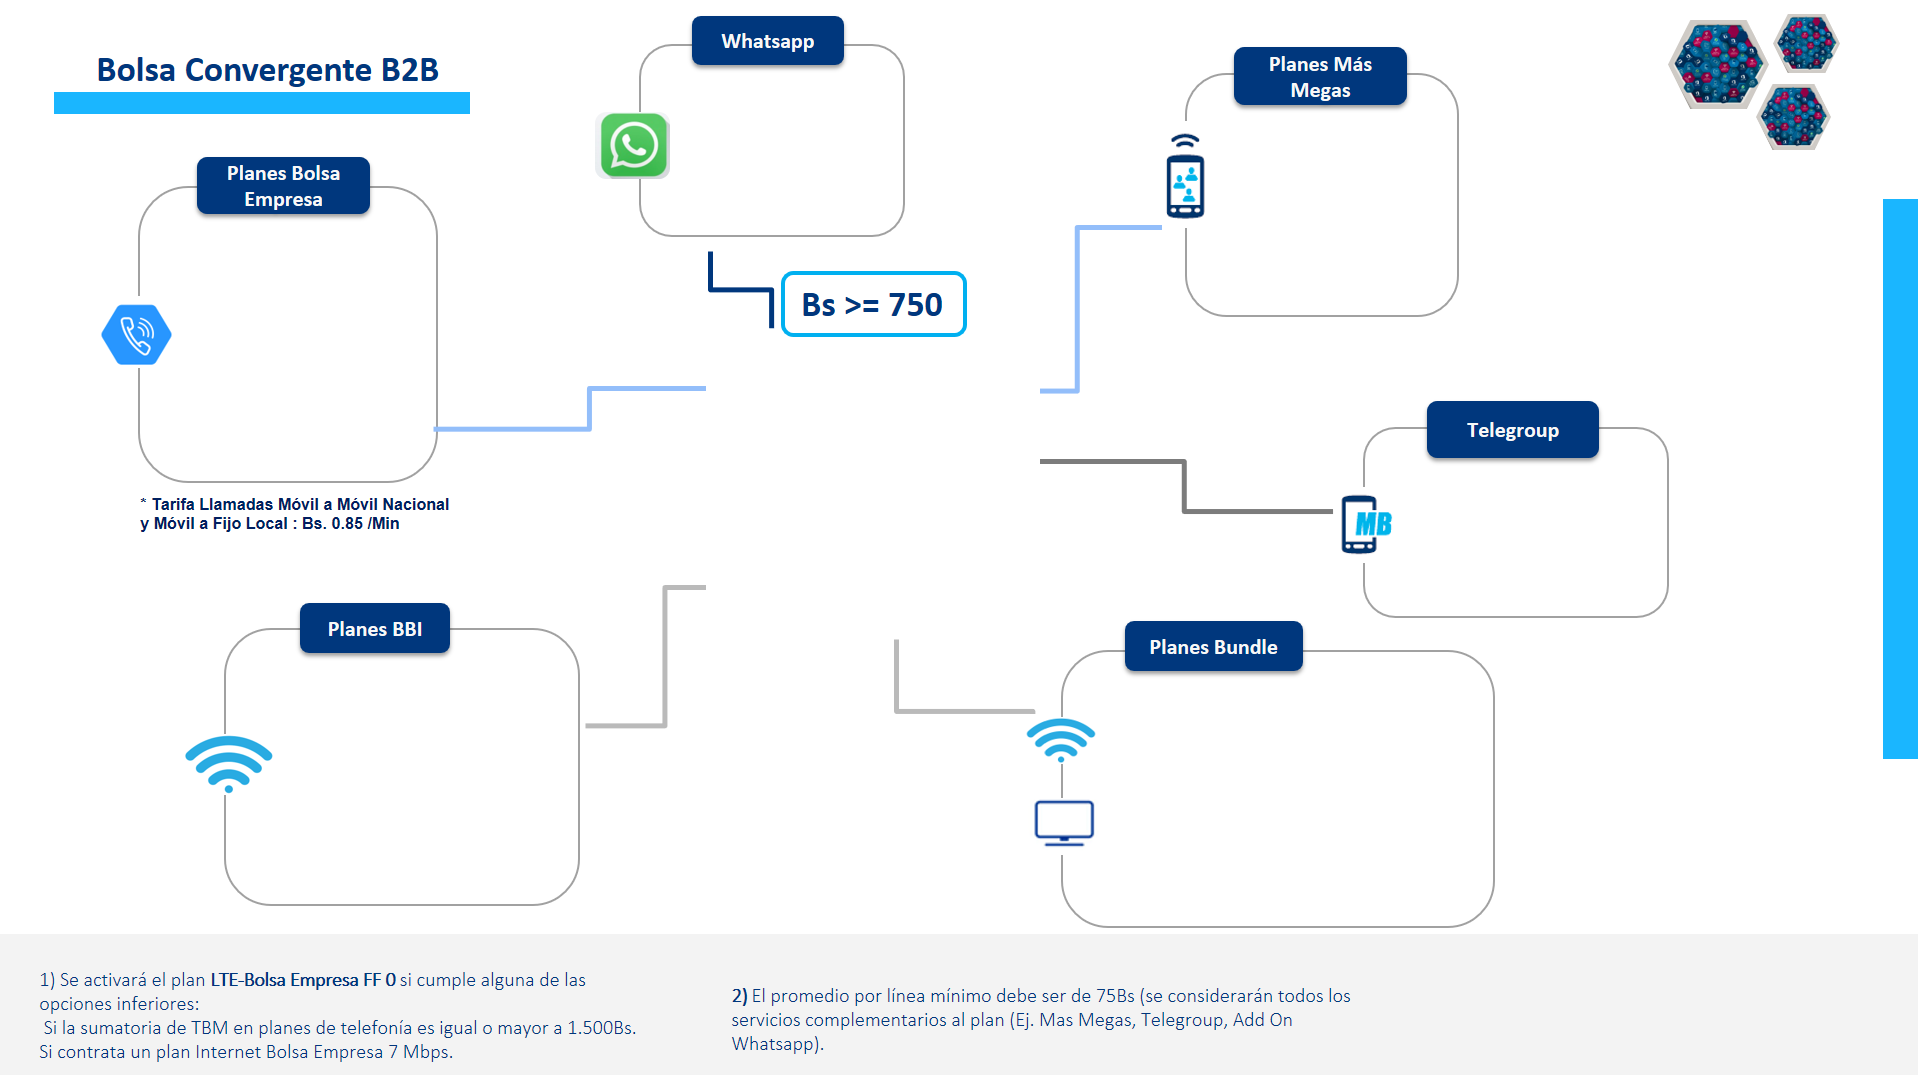 Bolsa Convergente B2B
Whatsapp
Planes Más
Megas
Planes Bolsa
Empresa
Bs >= 750
Telegroup
MB
* Tarifa Llamadas Móvil a Móvil Nacional
y Móvil a Fijo Local : Bs. 0.85 /Min
Planes BBI
Planes Bundle
1) Se activará el plan LTE-Bolsa Empresa FF 0 si cumple alguna de las
opciones inferiores:
Si la sumatoria de TBM en planes de telefonía es igual o mayor a 1.500Bs.
Si contrata un plan Internet Bolsa Empresa 7 Mbps.
2) El promedio por línea mínimo debe ser de 75Bs (se considerarán todos los
servicios complementarios al plan (Ej. Mas Megas, Telegroup, Add On
Whatsapp).